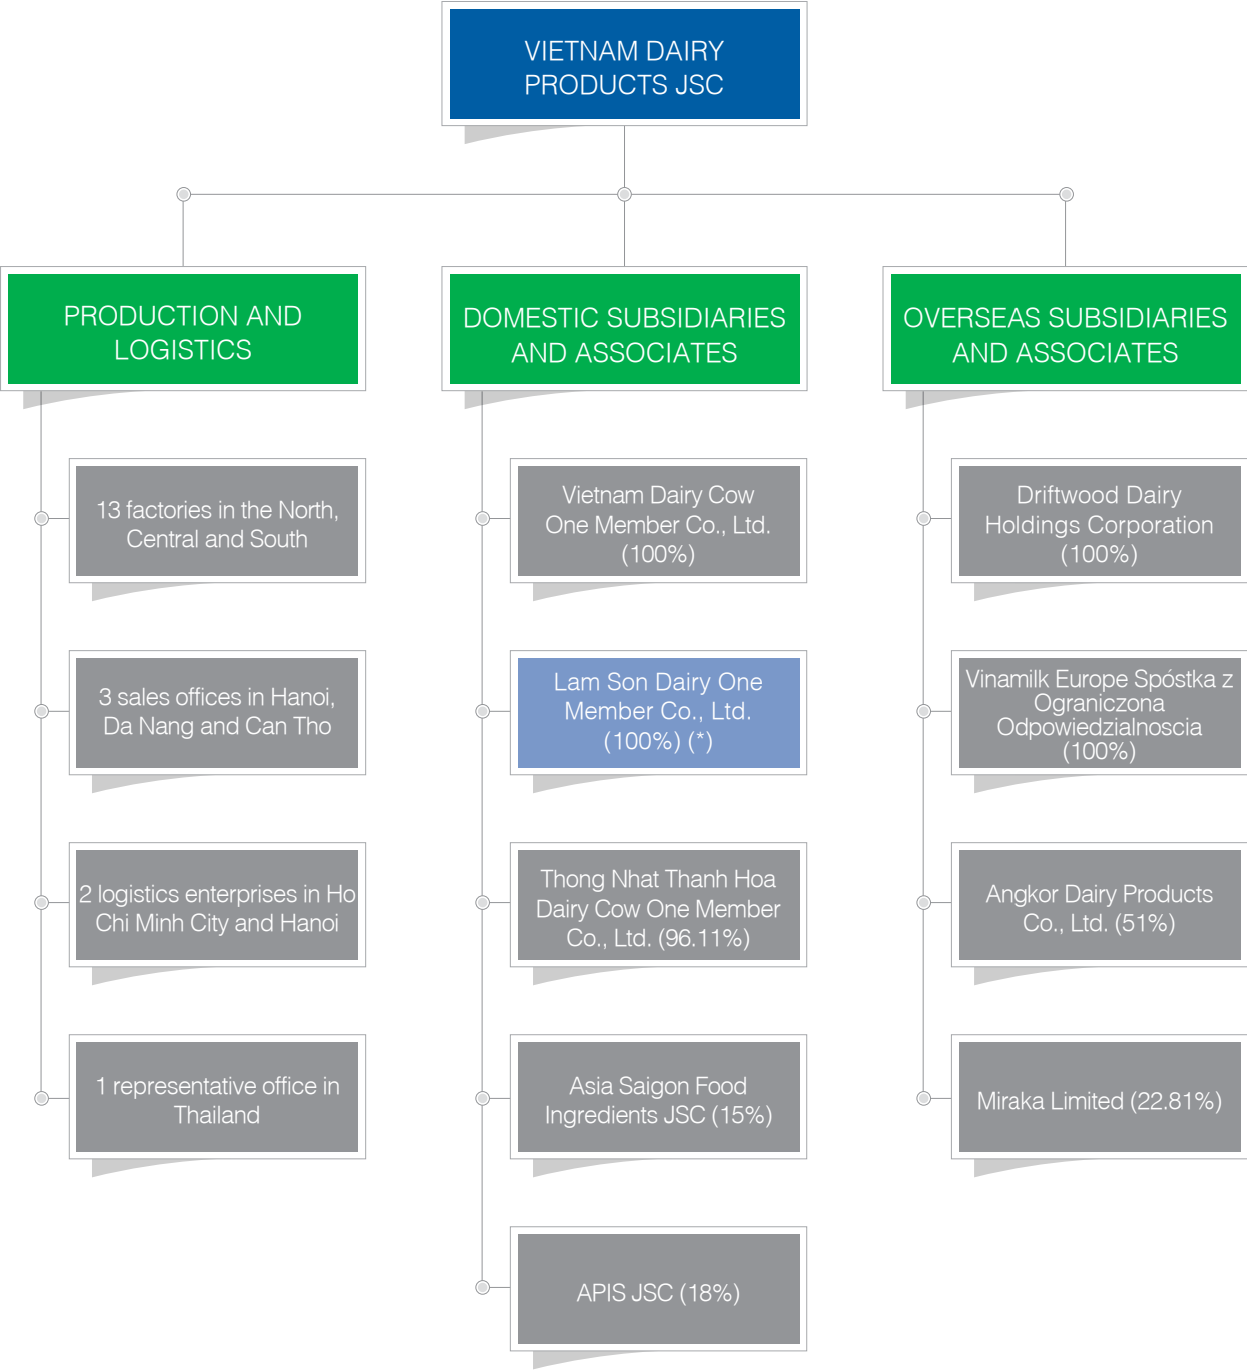 VIETNAM DAIRY
PRODUCTS JSC
PRODUCTION AND
LOGISTICS
13 factories in the North,
Central and South
3 sales offices in Hanoi,
Da Nang and Can Tho
2 logistics enterprises in Ho
Chi Minh City and Hanoi
1 representative office in
Thailand
DOMESTIC SUBSIDIARIES
AND ASSOCIATES
Vietnam Dairy Cow
One Member Co., Ltd.
(100%)
Lam Son Dairy One
Member Co., Ltd.
(100%) (*)
Thong Nhat Thanh Hoa
Dairy Cow One Member
Co., Ltd. (96.11%)
Asia Saigon Food
Ingredients JSC (15%)
APIS JSC (18%)
OVERSEAS SUBSIDIARIES
AND ASSOCIATES
Driftwood Dairy
Holdings Corporation
(100%)
Vinamilk Europe Spóstka z
Ograniczona
Odpowiedzialnoscia
(100%)
Angkor Dairy Products
Co., Ltd. (51%)
Miraka Limited (22.81%)